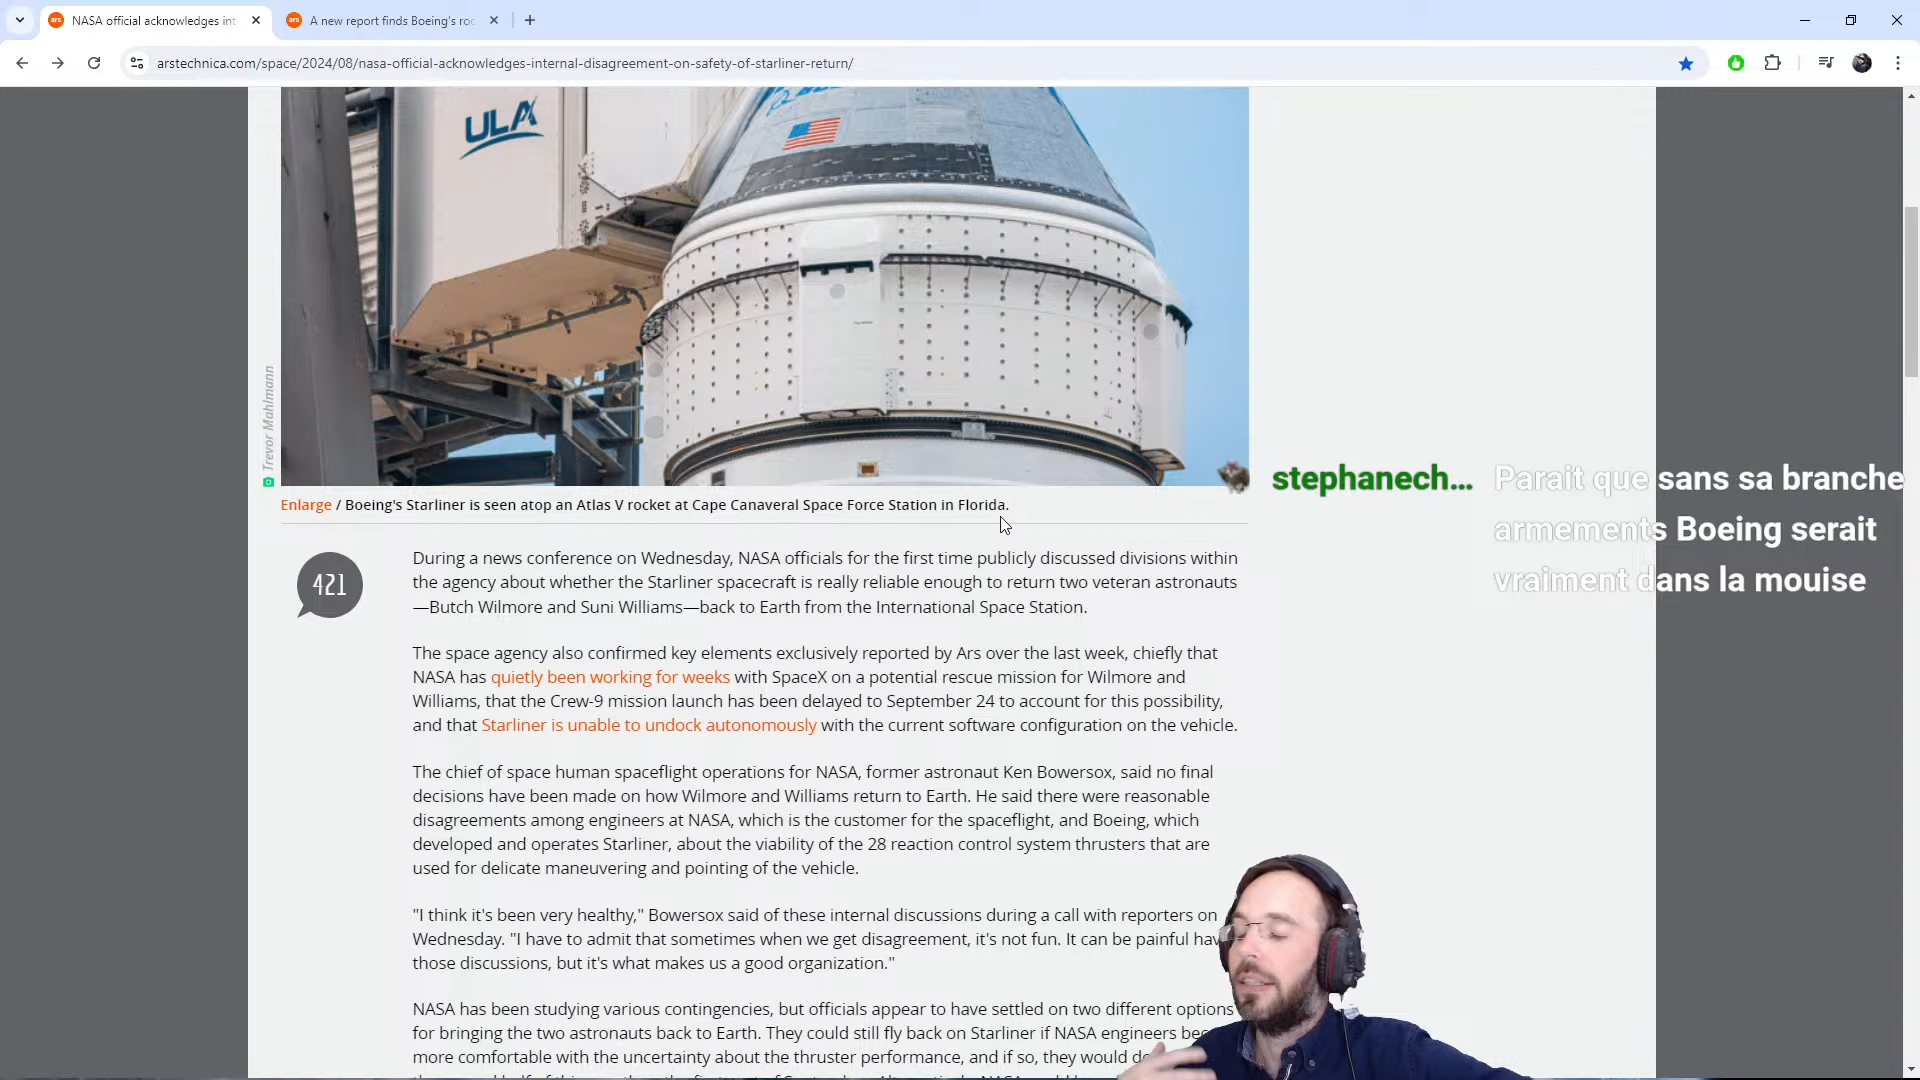 NASA official acknowledges int
A new report finds Boeing's roc
arstechnica.com/space/2024/08/nasa-official-acknowledges-internal-disagreement-on-safety-of-starliner-return/
ULA
Trevor Mahlmann
Enlarge / Boeing's Starliner is seen atop an Atlas V rocket at Cape Canaveral Space Force Station in Florida.
stephanech...
Parait que sans sa branche
armements Boeing serait
vraiment dans la mouise
421
During a news conference on Wednesday, NASA officials for the first time publicly discussed divisions within
the agency about whether the Starliner spacecraft is really reliable enough to return two veteran astronauts
—Butch Wilmore and Suni Williams—back to Earth from the International Space Station.
The space agency also confirmed key elements exclusively reported by Ars over the last week, chiefly that
NASA has quietly been working for weeks with SpaceX on a potential rescue mission for Wilmore and
Williams, that the Crew-9 mission launch has been delayed to September 24 to account for this possibility,
and that Starliner is unable to undock autonomously with the current software configuration on the vehicle.
The chief of space human spaceflight operations for NASA, former astronaut Ken Bowersox, said no final
decisions have been made on how Wilmore and Williams return to Earth. He said there were reasonable
disagreements among engineers at NASA, which is the customer for the spaceflight, and Boeing, which
developed and operates Starliner, about the viability of the 28 reaction control system thrusters that are
used for delicate maneuvering and pointing of the vehicle.
"I think it's been very healthy," Bowersox said of these internal discussions during a call with reporters on
Wednesday. "I have to admit that sometimes when we get disagreement, it's not fun. It can be painful hav
those discussions, but it's what makes us a good organization."
NASA has been studying various contingencies, but officials appear to have settled on two different options
for bringing the two astronauts back to Earth. They could still fly back on Starliner if NASA engineers bec
more comfortable with the uncertainty about the thruster performance, and if so, they would do